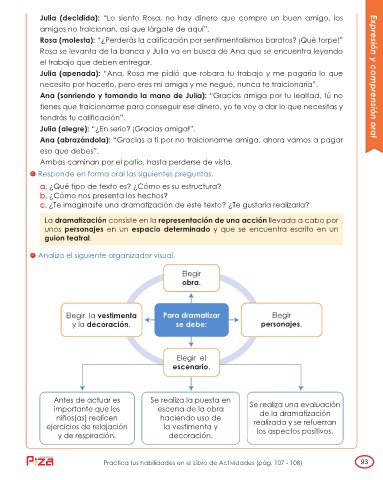 Julia (decidida): "Lo siento Rosa, no hay dinero que compre un buen amigo, los
amigos no traicionan, así que lárgate de aquí".
Rosa (molesta): "¿Perderás la calificación por sentimentalismos baratos? ¡Qué torpe!"
Rosa se levanta de la banca y Julia va en busca de Ana que se encuentra leyendo
el trabajo que deben entregar.
Julia (apenada): "Ana, Rosa me pidió que robara tu trabajo y me pagaría lo que
necesito por hacerlo, pero eres mi amiga y me negué, nunca te traicionaría".
Ana (sonriendo y tomando la mano de Julia): "Gracias amiga por tu lealtad, tú no
tienes que traicionarme para conseguir ese dinero, yo te voy a dar lo que necesitas y
tendrás tu calificación".
Julia (alegre): "¿En serio? ¡Gracias amiga!".
Ana (abrazándola): "Gracias a ti por no traicionarme amiga, ahora vamos a pagar
eso que debes".
Ambas caminan por el patio, hasta perderse de vista.
Responde en forma oral las siguientes preguntas.
a. ¿Qué tipo de texto es? ¿Cómo es su estructura?
b. ¿Cómo nos presenta los hechos?
c. ¿Te imaginaste una dramatización de este texto? ¿Te gustaría realizarla?
La dramatización consiste en la representación de una acción llevada a cabo por
unos personajes en un espacio determinado y que se encuentra escrita en un
guion teatral.
Analiza el siguiente organizador visual.
Elegir
obra.
Elegir la vestimenta
y la decoración.
Para dramatizar
se debe:
Elegir
personajes.
Elegir el
escenario.
Antes de actuar es
importante que los
niños(as) realicen
ejercicios de relajación
y de respiración.
Se realiza la puesta en
escena de la obra
haciendo uso de
la vestimenta y
decoración.
Se realiza una evaluación
de la dramatización
realizada y se refuerzan
los aspectos positivos.
Practica tus habilidades en el Libro de Actividades (pág. 107 - 108)
93
Expresión y comprensión oral